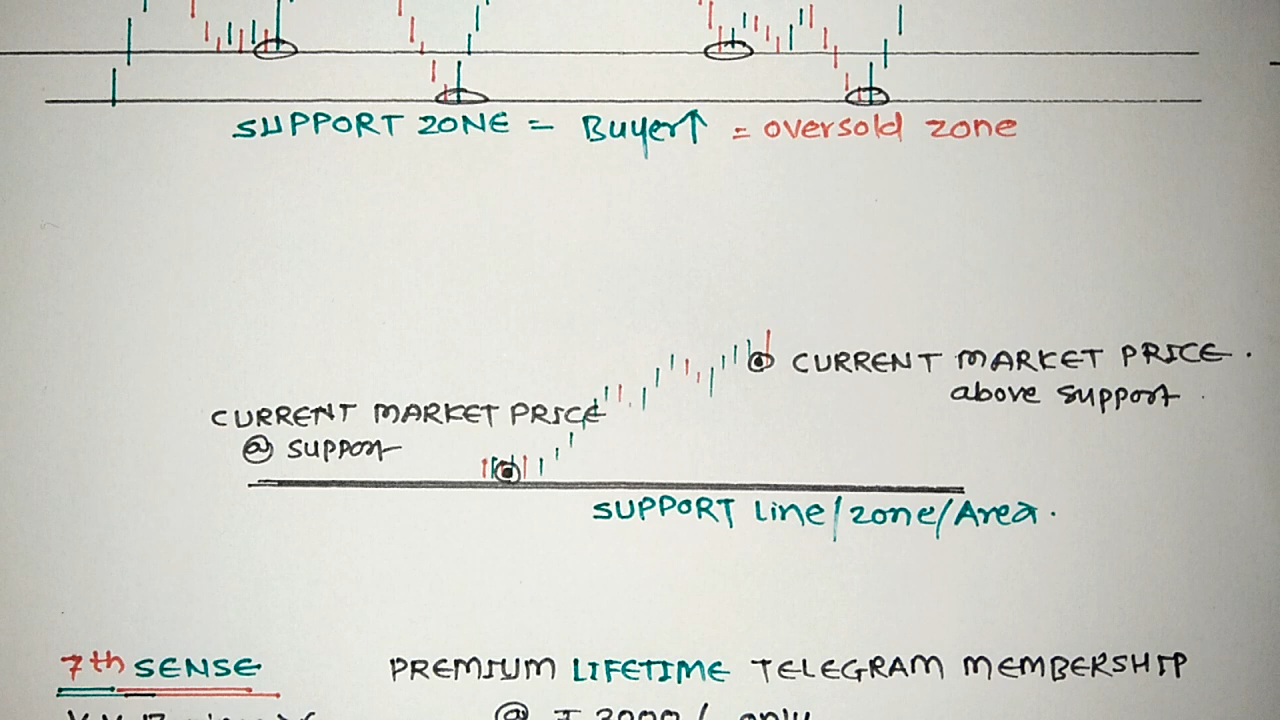 SUPPORT ZONE = Buyer↑ = oversold zone
CURRENT MARKET PRICE.
above support
CURRENT MARKET PRICE
@ support
SUPPORT Line/zone/Area.
7th SENSE
PREMIUM LIFETIME TELEGRAM MEMBERSHIP
only